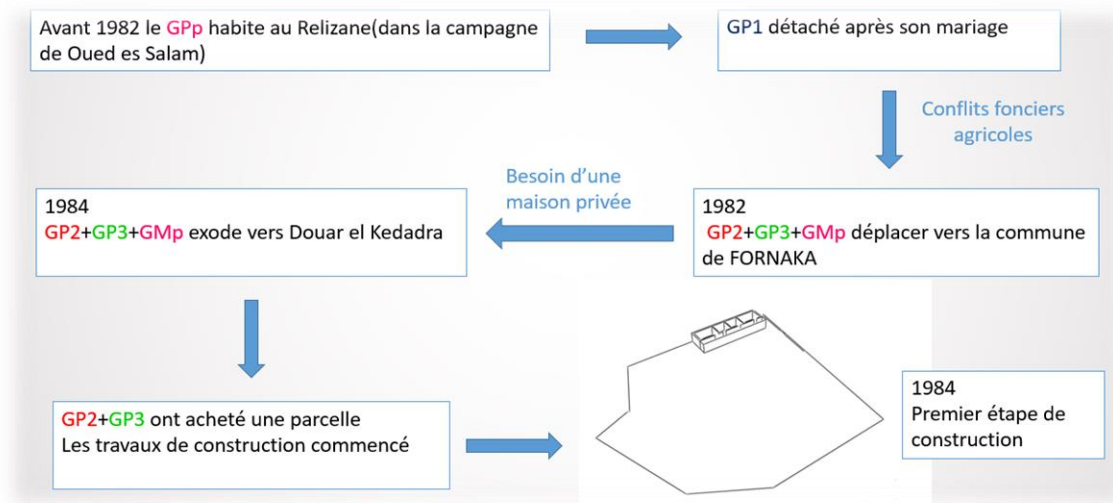 Avant 1982 le GPp habite au Relizane(dans la campagne
de Oued es Salam)
GP1 détaché après son mariage
Conflits fonciers
agricoles
1982
GP2+GP3+GMp déplacer vers la commune
de FORNAKA
Besoin d’une
maison privée
1984
GP2+GP3+GMp exode vers Douar el Kedadra
GP2+GP3 ont acheté une parcelle
Les travaux de construction commencé
1984
Premier étape de
construction